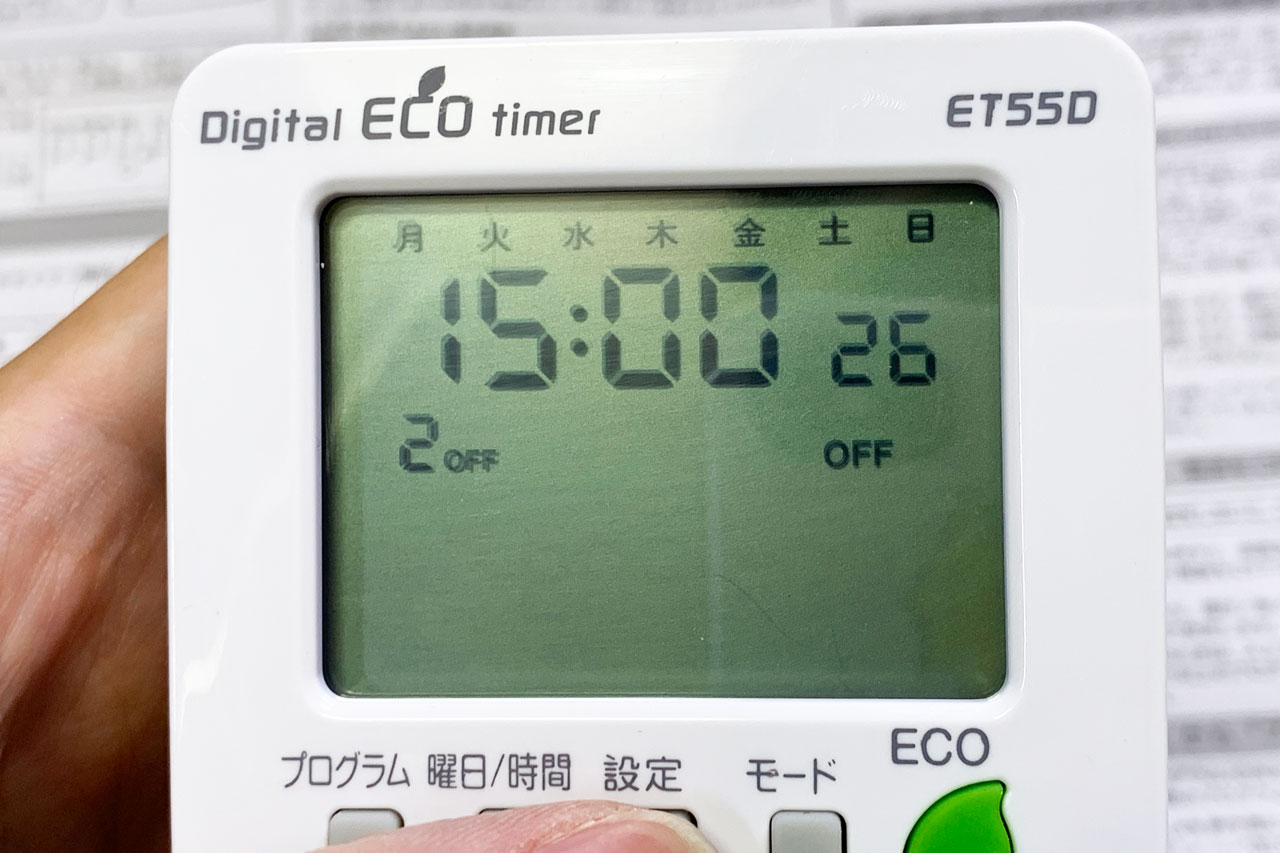 Digital ECO timer ET55D
月 火 水 木 金 土 日
15:00 26
2 OFF OFF
ECO
プログラム 曜日/時間 設定 モード